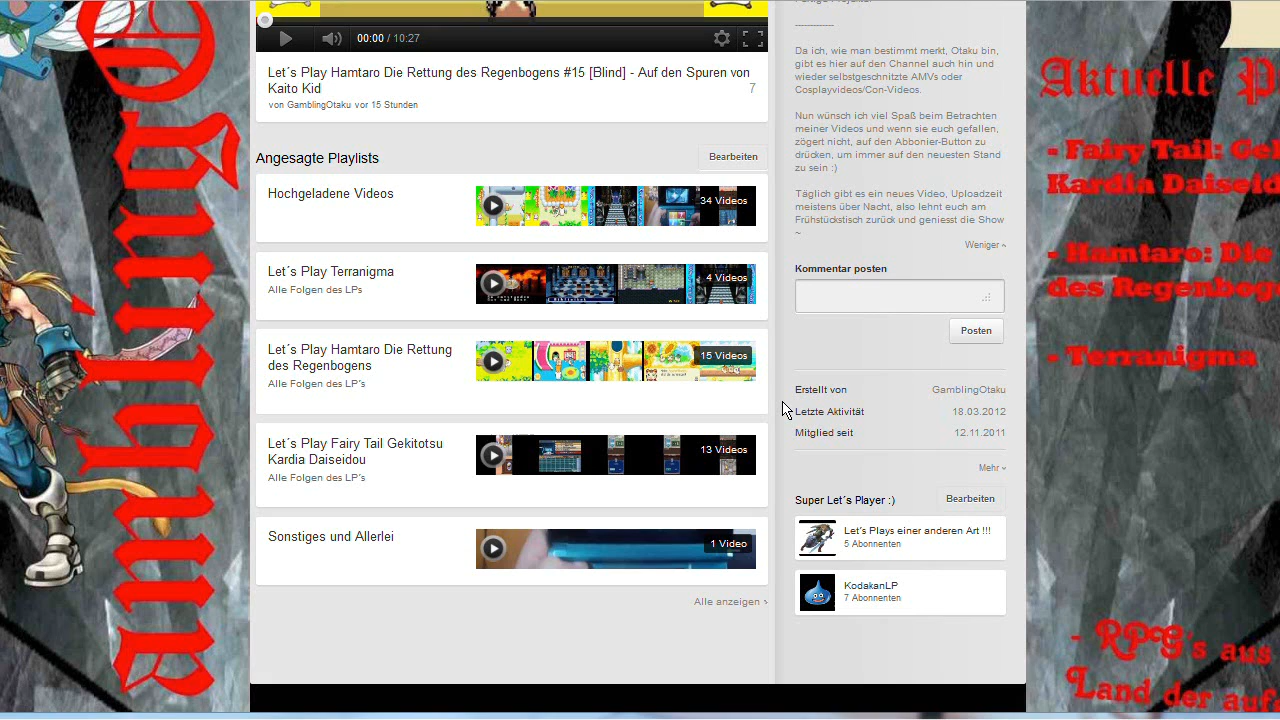 00:00 / 10:27
Let´s Play Hamtaro Die Rettung des Regenbogens #15 [Blind] - Auf den Spuren von
Kaito Kid
7
von GamblingOtaku vor 15 Stunden
Angesagte Playlists
Bearbeiten
Hochgeladene Videos
34 Videos
Let´s Play Terranigma
Alle Folgen des LPs
4 Videos
Let´s Play Hamtaro Die Rettung
des Regenbogens
Alle Folgen des LP's
15 Videos
Let´s Play Fairy Tail Gekitotsu
Kardia Daiseidou
Alle Folgen des LP's
13 Videos
Sonstiges und Allerlei
1 Video
Alle anzeigen ›
-------------
Da ich, wie man bestimmt merkt, Otaku bin,
gibt es hier auf den Channel auch hin und
wieder selbstgeschnitzte AMVs oder
Cosplayvideos/Con-Videos.
Nun wünsch ich viel Spaß beim Betrachten
meiner Videos und wenn sie euch gefallen,
zögert nicht, auf den Abbonier-Button zu
drücken, um immer auf den neuesten Stand
zu sein :)
Täglich gibt es ein neues Video, Uploadzeit
meistens über Nacht, also lehnt euch am
Frühstückstisch zurück und geniesst die Show
~
Weniger
Kommentar posten
Posten
Erstellt von GamblingOtaku
Letzte Aktivität 18.03.2012
Mitglied seit 12.11.2011
Mehr
Super Let´s Player :)
Bearbeiten
Let's Plays einer anderen Art !!!
5 Abonnenten
KodakanLP
7 Abonnenten
Aktuelle P
- Fairy Tail: Gek
Kardia Daiseid
- Hamtaro: Die
des Regenbog
- Terranigma
- RPG's aus
Land der auf